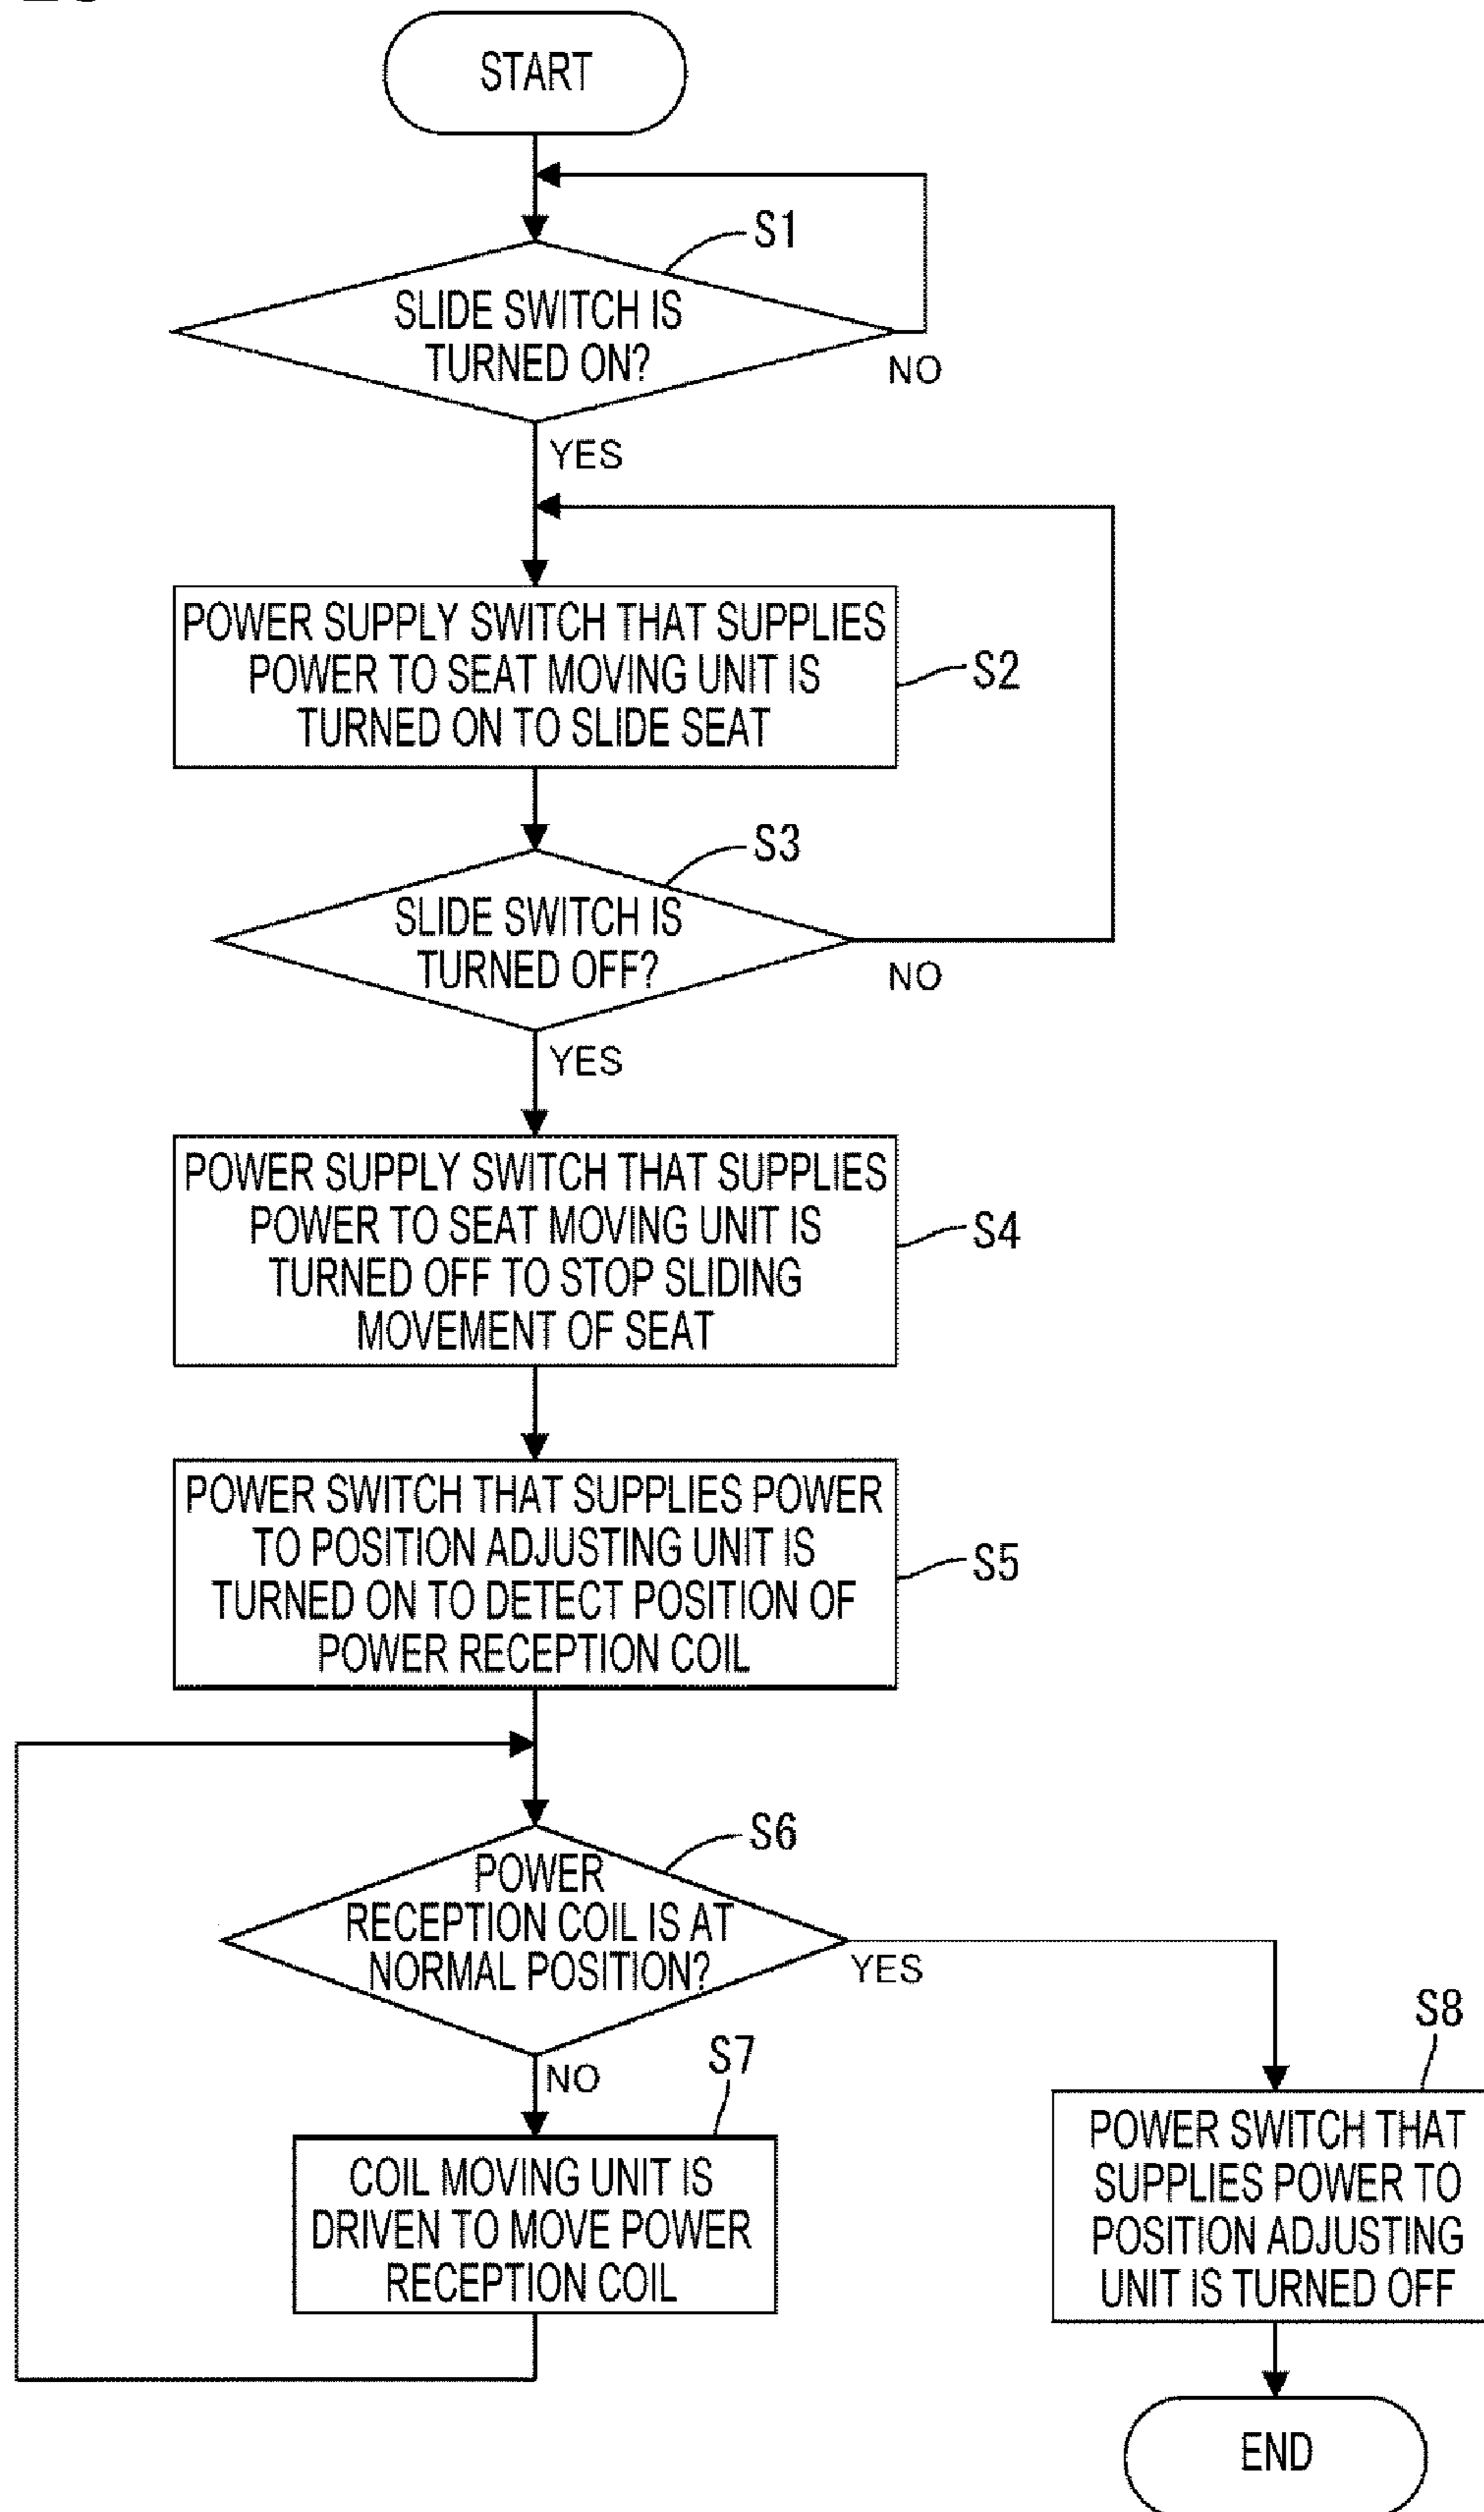 START
S1
SLIDE SWITCH IS
TURNED ON?
NO
YES
POWER SUPPLY SWITCH THAT SUPPLIES
POWER TO SEAT MOVING UNIT IS
TURNED ON TO SLIDE SEAT
S2
S3
SLIDE SWITCH IS
TURNED OFF?
NO
YES
POWER SUPPLY SWITCH THAT SUPPLIES
POWER TO SEAT MOVING UNIT IS
TURNED OFF TO STOP SLIDING
MOVEMENT OF SEAT
S4
POWER SWITCH THAT SUPPLIES POWER
TO POSITION ADJUSTING UNIT IS
TURNED ON TO DETECT POSITION OF
POWER RECEPTION COIL
S5
S6
POWER
RECEPTION COIL IS AT
NORMAL POSITION?
YES
NO
S7
COIL MOVING UNIT IS
DRIVEN TO MOVE POWER
RECEPTION COIL
S8
POWER SWITCH THAT
SUPPLIES POWER TO
POSITION ADJUSTING
UNIT IS TURNED OFF
END